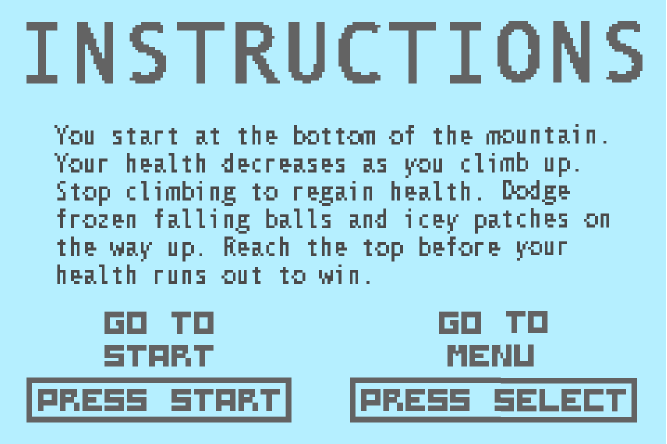 INSTRUCTIONS
You start at the bottom of the mountain.
Your health decreases as you climb up.
Stop climbing to regain health. Dodge
frozen falling balls and icey patches on
the way up. Reach the top before your
health runs out to win.
GO TO
START
PRESS START
GO TO
MENU
PRESS SELECT